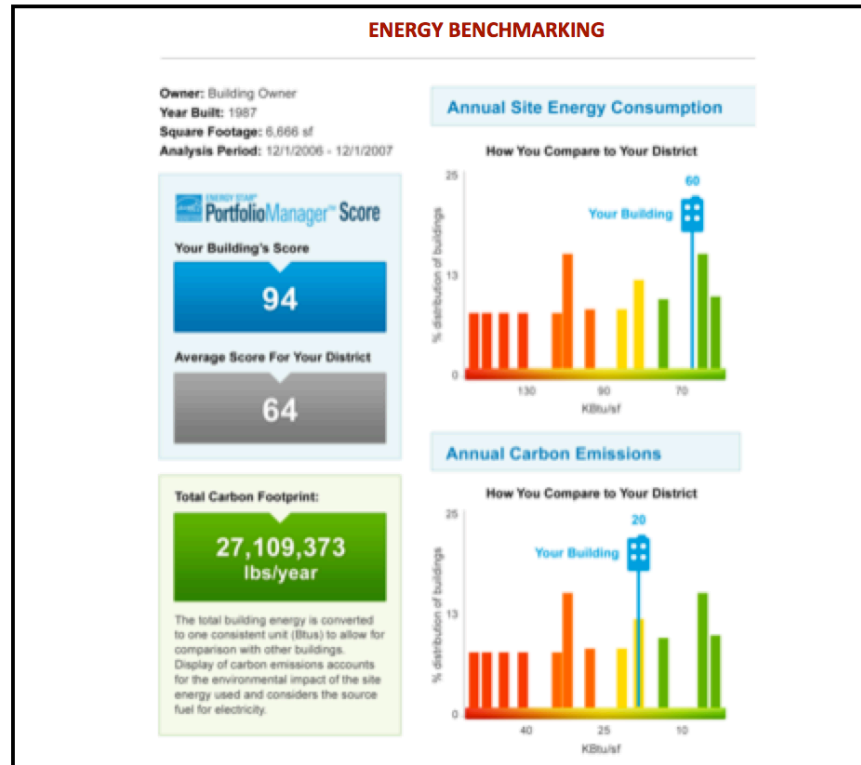 ENERGY BENCHMARKING
Owner: Building Owner
Year Built: 1987
Square Footage: 6,666 sf
Analysis Period: 12/1/2006 - 12/1/2007
ENERGY STAR®
PortfolioManager™ Score
Your Building's Score
94
Average Score For Your District
64
Total Carbon Footprint:
27,109,373
lbs/year
The total building energy is converted
to one consistent unit (Btus) to allow for
comparison with other buildings.
Display of carbon emissions accounts
for the environmental impact of the site
energy used and considers the source
fuel for electricity.
Annual Site Energy Consumption
How You Compare to Your District
25
60
Your Building
% distribution of buildings
13
0
130 90 70
KBtu/sf
Annual Carbon Emissions
How You Compare to Your District
25
20
Your Building
% distribution of buildings
13
0
40 25 10
KBtu/sf